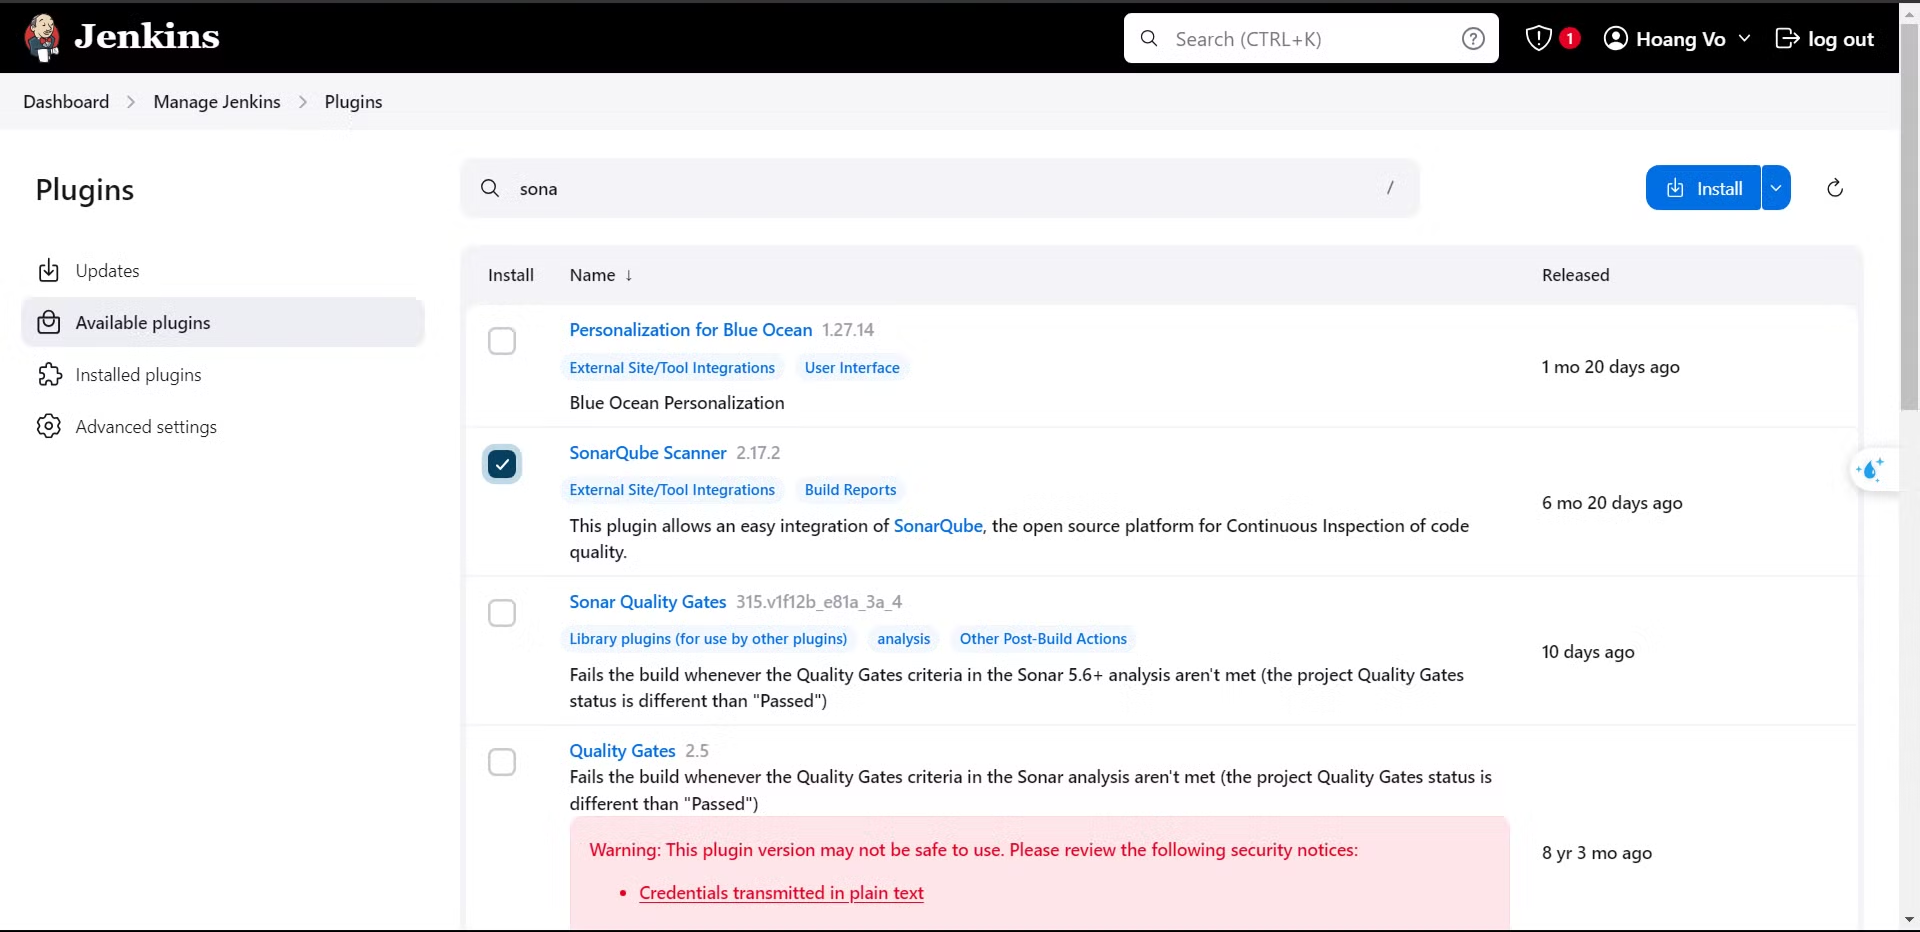 Jenkins
Search (CTRL+K)
1
Hoang Vo
log out
Dashboard
Manage Jenkins
Plugins
Plugins
sona
/
Install
Updates
Available plugins
Installed plugins
Advanced settings
Install
Name ↓
Released
Personalization for Blue Ocean 1.27.14
External Site/Tool Integrations
User Interface
Blue Ocean Personalization
1 mo 20 days ago
SonarQube Scanner 2.17.2
External Site/Tool Integrations
Build Reports
This plugin allows an easy integration of SonarQube, the open source platform for Continuous Inspection of code
quality.
6 mo 20 days ago
Sonar Quality Gates 315.v1f12b_e81a_3a_4
Library plugins (for use by other plugins)
analysis
Other Post-Build Actions
Fails the build whenever the Quality Gates criteria in the Sonar 5.6+ analysis aren't met (the project Quality Gates
status is different than "Passed")
10 days ago
Quality Gates 2.5
Fails the build whenever the Quality Gates criteria in the Sonar analysis aren't met (the project Quality Gates status is
different than "Passed")
Warning: This plugin version may not be safe to use. Please review the following security notices:
• Credentials transmitted in plain text
8 yr 3 mo ago